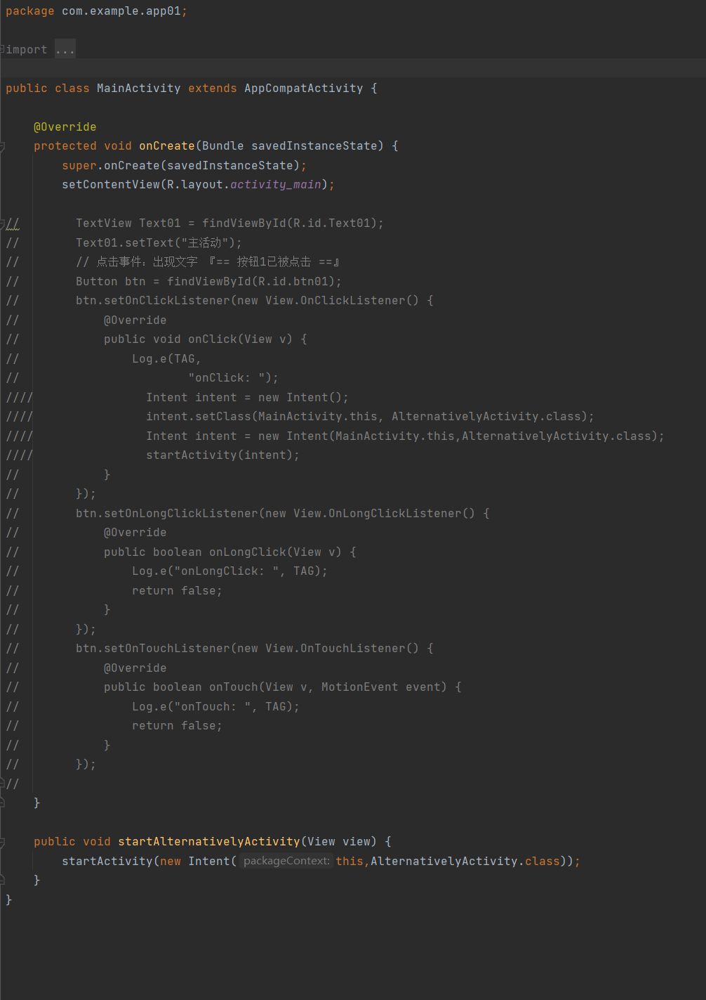 package com.example.app01;
import ...
public class MainActivity extends AppCompatActivity {
@Override
protected void onCreate(Bundle savedInstanceState) {
super.onCreate(savedInstanceState);
setContentView(R.layout.activity_main);
// TextView Text01 = findViewById(R.id.Text01);
// Text01.setText("主活动");
// // 点击事件：出现文字 『== 按钮1已被点击 ==』
// Button btn = findViewById(R.id.btn01);
// btn.setOnClickListener(new View.OnClickListener() {
// @Override
// public void onClick(View v) {
// Log.e(TAG,
// "onClick: ");
//// Intent intent = new Intent();
//// intent.setClass(MainActivity.this, AlternativelyActivity.class);
//// Intent intent = new Intent(MainActivity.this,AlternativelyActivity.class);
//// startActivity(intent);
// }
// });
// btn.setOnLongClickListener(new View.OnLongClickListener() {
// @Override
// public boolean onLongClick(View v) {
// Log.e("onLongClick: ", TAG);
// return false;
// }
// });
// btn.setOnTouchListener(new View.OnTouchListener() {
// @Override
// public boolean onTouch(View v, MotionEvent event) {
// Log.e("onTouch: ", TAG);
// return false;
// }
// });
//
}
public void startAlternativelyActivity(View view) {
startActivity(new Intent( packageContext: this,AlternativelyActivity.class));
}
}